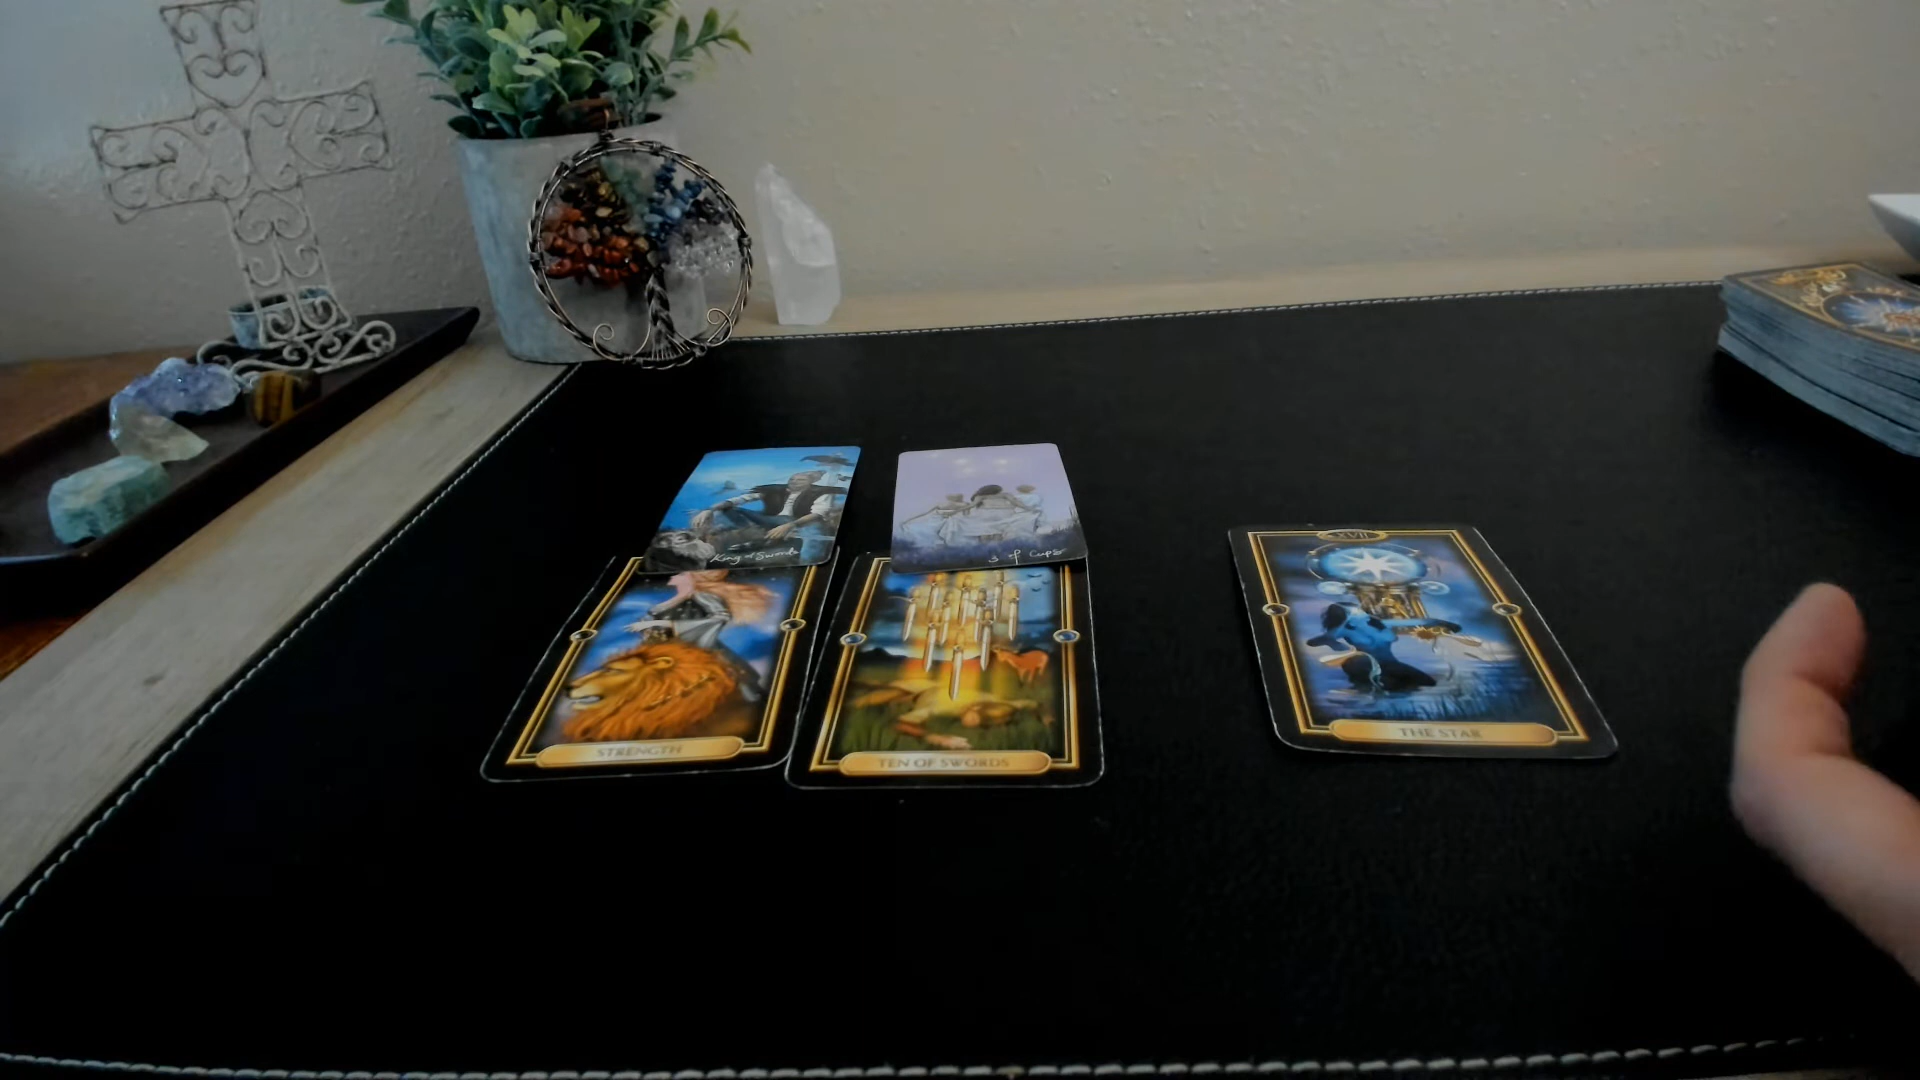 King of Swords
3 of Cups
STRENGTH
TEN OF SWORDS
XVII
THE STAR